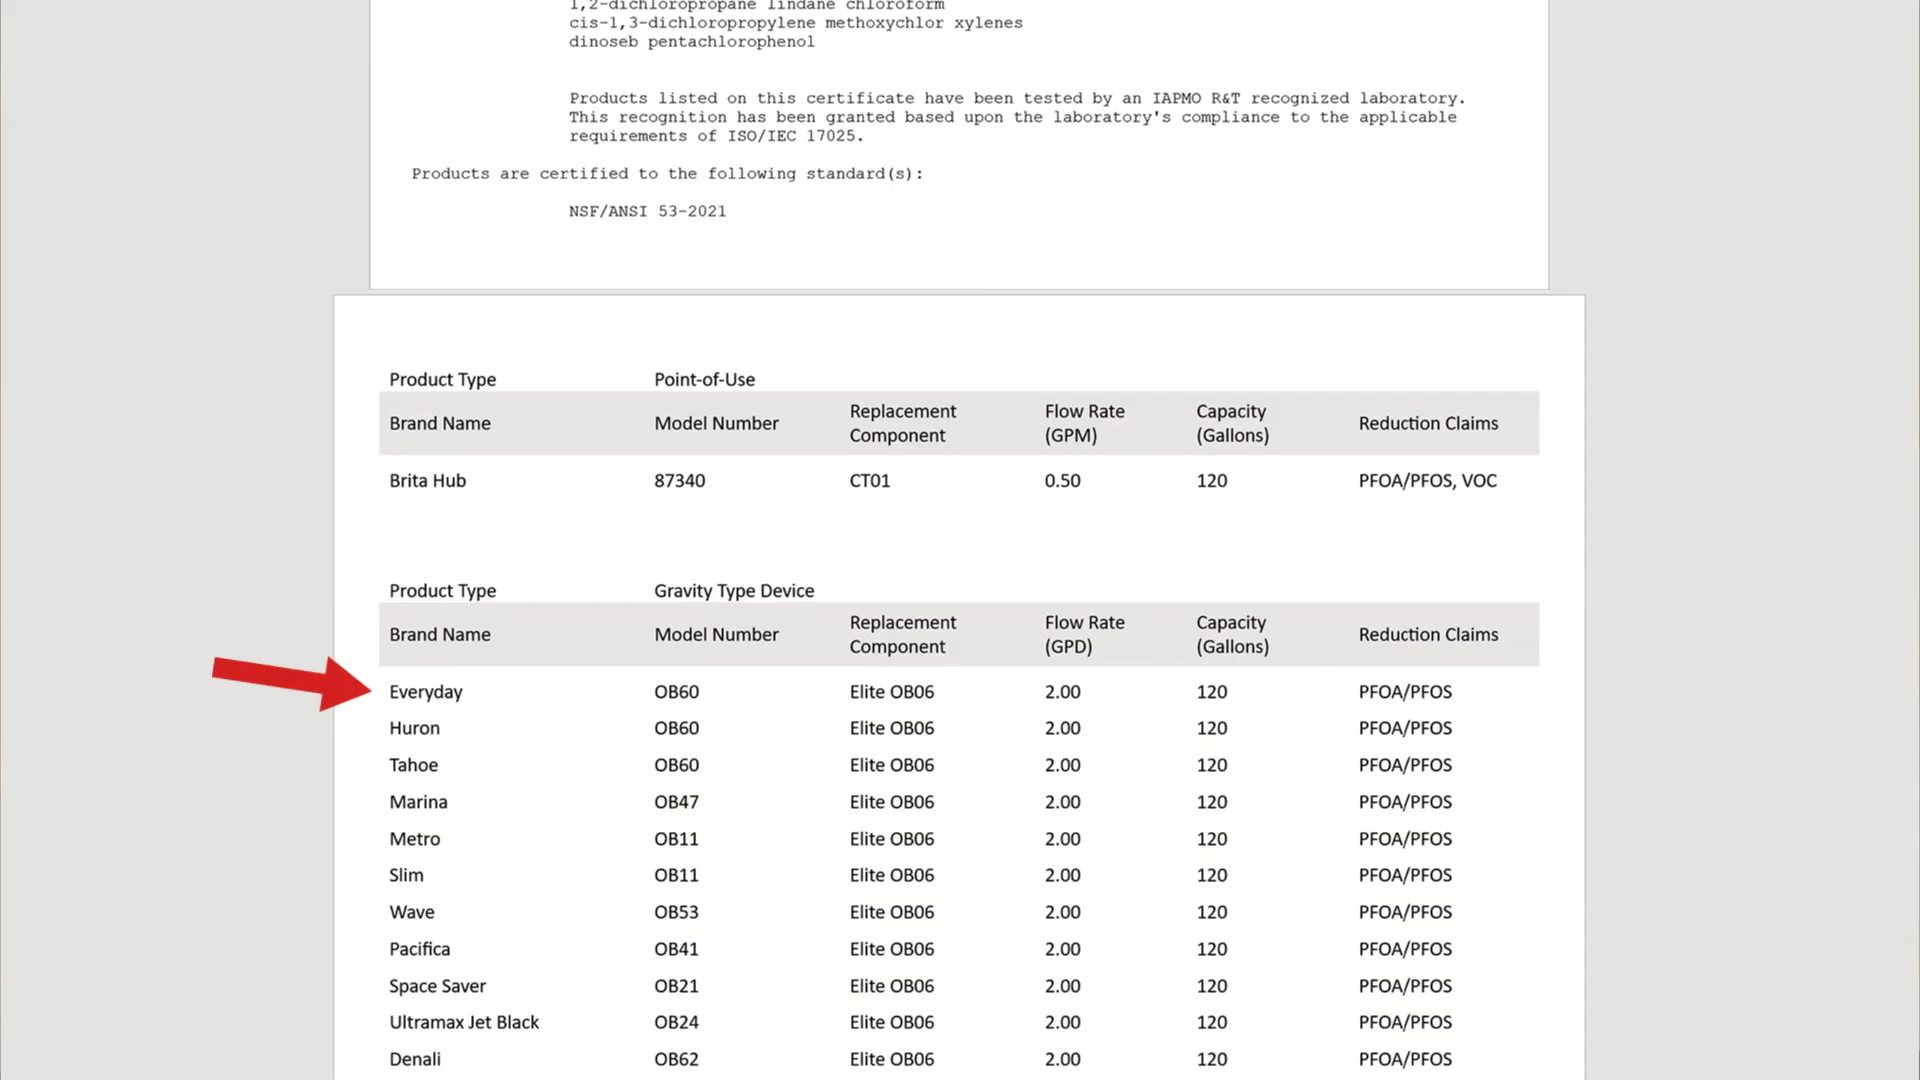 1,2-dichloropropane lindane chloroform
cis-1,3-dichloropropylene methoxychlor xylenes
dinoseb pentachlorophenol
Products listed on this certificate have been tested by an IAPMO R&T recognized laboratory.
This recognition has been granted based upon the laboratory's compliance to the applicable
requirements of ISO/IEC 17025.
Products are certified to the following standard(s):
NSF/ANSI 53-2021
Product Type Point-of-Use
Brand Name Model Number Replacement Component Flow Rate (GPM) Capacity (Gallons) Reduction Claims
Brita Hub 87340 CT01 0.50 120 PFOA/PFOS, VOC
Product Type Gravity Type Device
Brand Name Model Number Replacement Component Flow Rate (GPD) Capacity (Gallons) Reduction Claims
Everyday OB60 Elite OB06 2.00 120 PFOA/PFOS
Huron OB60 Elite OB06 2.00 120 PFOA/PFOS
Tahoe OB60 Elite OB06 2.00 120 PFOA/PFOS
Marina OB47 Elite OB06 2.00 120 PFOA/PFOS
Metro OB11 Elite OB06 2.00 120 PFOA/PFOS
Slim OB11 Elite OB06 2.00 120 PFOA/PFOS
Wave OB53 Elite OB06 2.00 120 PFOA/PFOS
Pacifica OB41 Elite OB06 2.00 120 PFOA/PFOS
Space Saver OB21 Elite OB06 2.00 120 PFOA/PFOS
Ultramax Jet Black OB24 Elite OB06 2.00 120 PFOA/PFOS
Denali OB62 Elite OB06 2.00 120 PFOA/PFOS